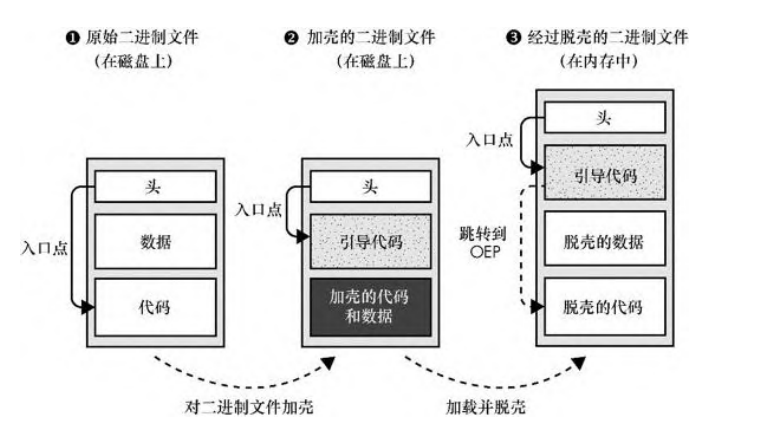 ❶ 原始二进制文件
（在磁盘上）
❷ 加壳的二进制文件
（在磁盘上）
❸ 经过脱壳的二进制文件
（在内存中）
入口点
头
数据
代码
入口点
头
引导代码
加壳的代码
和数据
入口点
头
引导代码
跳转到
OEP
脱壳的数据
脱壳的代码
对二进制文件加壳
加载并脱壳